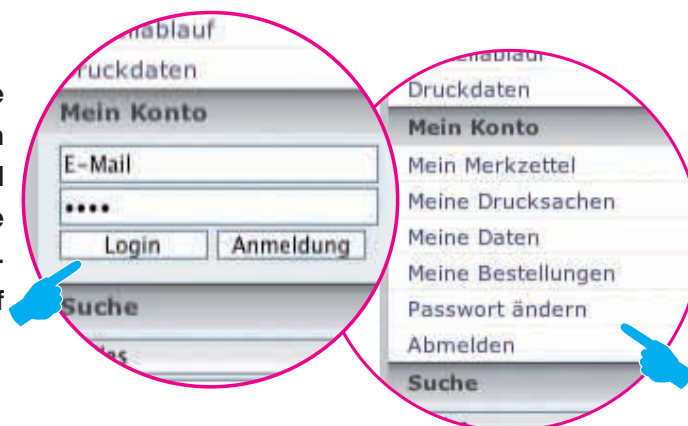 Druckdaten
Mein Konto
E-Mail
••••
Login Anmeldung
Suche
Druckdaten
Mein Konto
Mein Merkzettel
Meine Drucksachen
Meine Daten
Meine Bestellungen
Passwort ändern
Abmelden
Suche